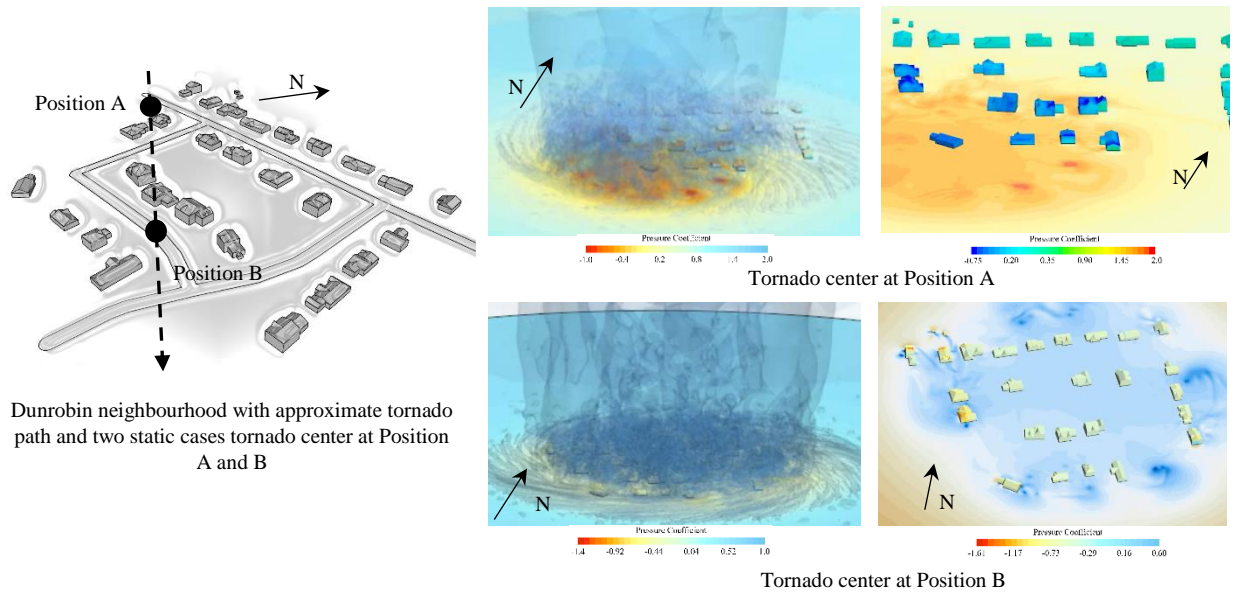 Position A
N
Position B
Dunrobin neighbourhood with approximate tornado
path and two static cases tornado center at Position
A and B
N
Pressure Coefficient
-1.0 -0.4 0.2 0.8 1.4 2.0
N
Pressure Coefficient
-0.75 0.20 0.35 0.90 1.45 2.0
Tornado center at Position A
N
Pressure Coefficient
-1.4 -0.92 -0.44 0.04 0.52 1.0
N
Pressure Coefficient
-1.61 -1.17 -0.73 -0.29 0.16 0.60
Tornado center at Position B